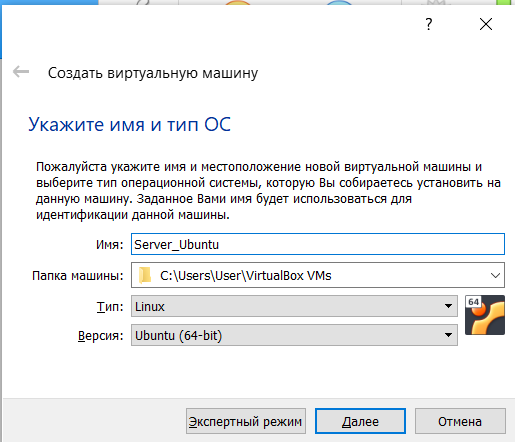 ?
Создать виртуальную машину
Укажите имя и тип ОС
Пожалуйста укажите имя и местоположение новой виртуальной машины и
выберите тип операционной системы, которую Вы собираетесь установить на
данную машину. Заданное Вами имя будет использоваться для
идентификации данной машины.
Имя: Server_Ubuntu
Папка машины: C:\Users\User\VirtualBox VMs
Тип: Linux
64
Версия: Ubuntu (64-bit)
Экспертный режим Далее Отмена